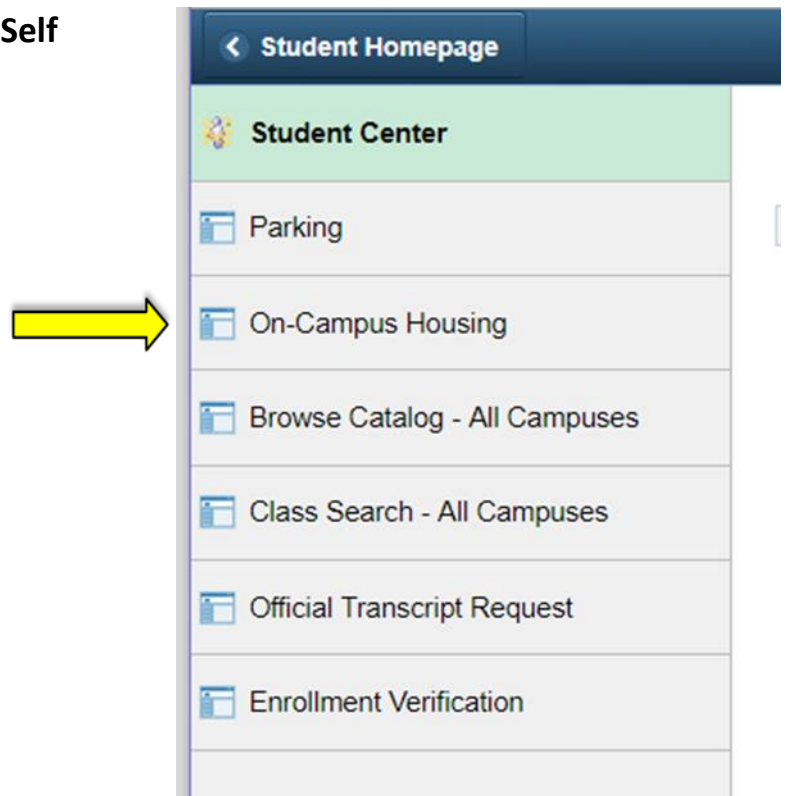 Self
Student Homepage
Student Center
Parking
On-Campus Housing
Browse Catalog - All Campuses
Class Search - All Campuses
Official Transcript Request
Enrollment Verification